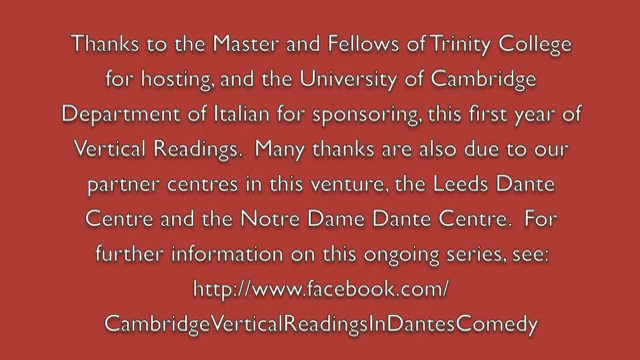 Thanks to the Master and Fellows of Trinity College
for hosting, and the University of Cambridge
Department of Italian for sponsoring, this first year of
Vertical Readings.  Many thanks are also due to our
partner centres in this venture, the Leeds Dante
Centre and the Notre Dame Dante Centre.  For
further information on this ongoing series, see:
http://www.facebook.com/
CambridgeVerticalReadingsInDantesComedy